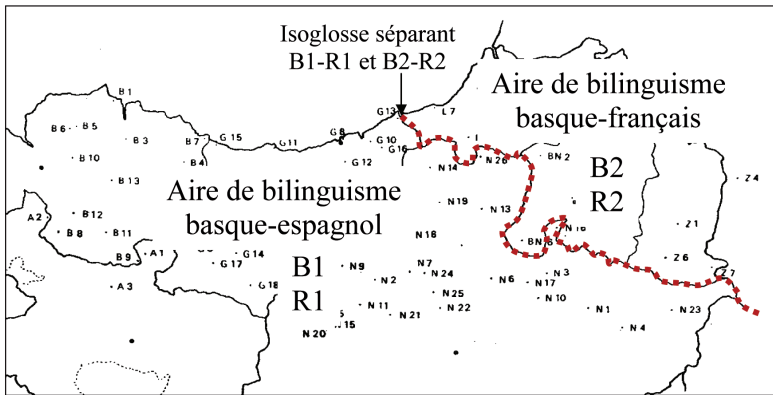 Isoglosse séparant
B1-R1 et B2-R2
Aire de bilinguisme
basque-français
B2
R2
Aire de bilinguisme
basque-espagnol
B1
R1
B1
B6
B5
B3
B7
G15
G11
G8
G13
L7
G10
G16
B10
B4
G12
N14
N26
BN2
Z4
B13
A2
B12
B8
B11
N19
N13
N18
N16
Z1
B9
A1
G14
G17
N9
N7
N24
N2
N6
N3
N17
Z6
Z7
A3
G18
N25
N10
N11
N21
N22
N1
N23
N20
15
N4